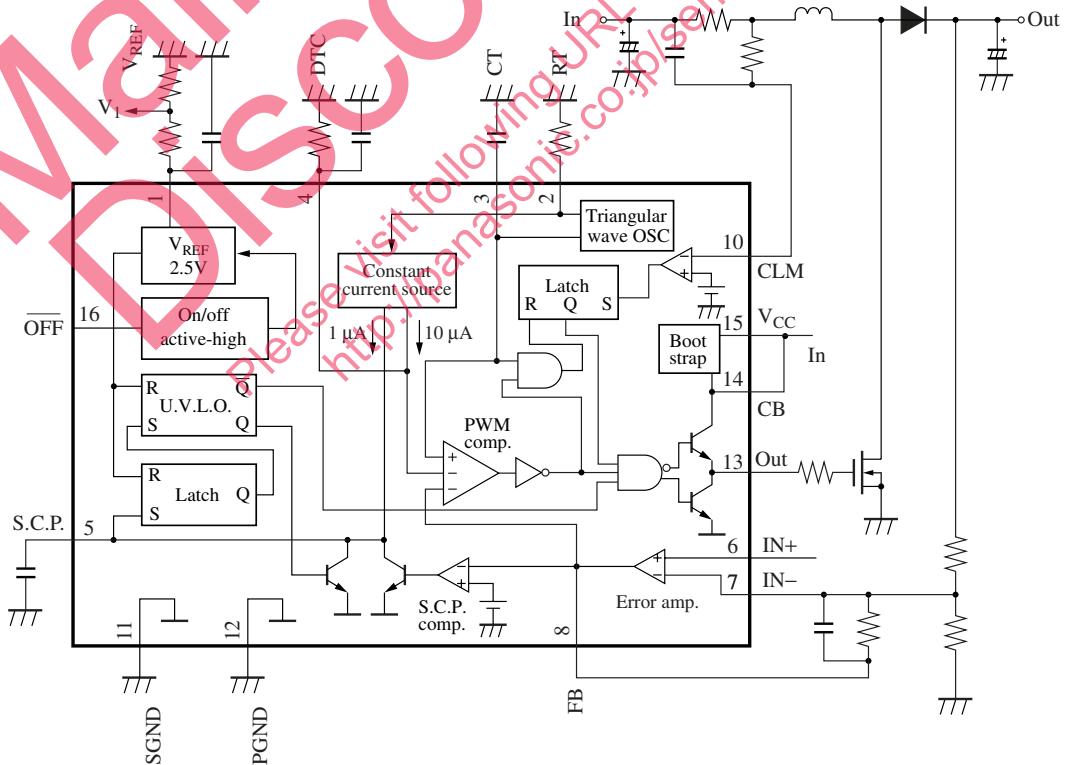 Mai
Disco
Please visit following URL
http://panasonic.co.jp/sem
In
Out
VREF
V1
DTC
CT
RT
1
4
3
2
VREF
2.5V
On/off
active-high
OFF
16
Constant
current source
1 μA
10 μA
Triangular
wave OSC
Latch
R Q S
10
CLM
15
VCC
In
Boot
strap
14
CB
R Q
U.V.L.O.
S Q
R
Latch Q
S
PWM
comp.
+
−
−
13 Out
S.C.P. 5
6 IN+
7 IN−
+
−
Error amp.
−
+
−
+
S.C.P.
comp.
11
12
8
SGND
PGND
FB
+
+